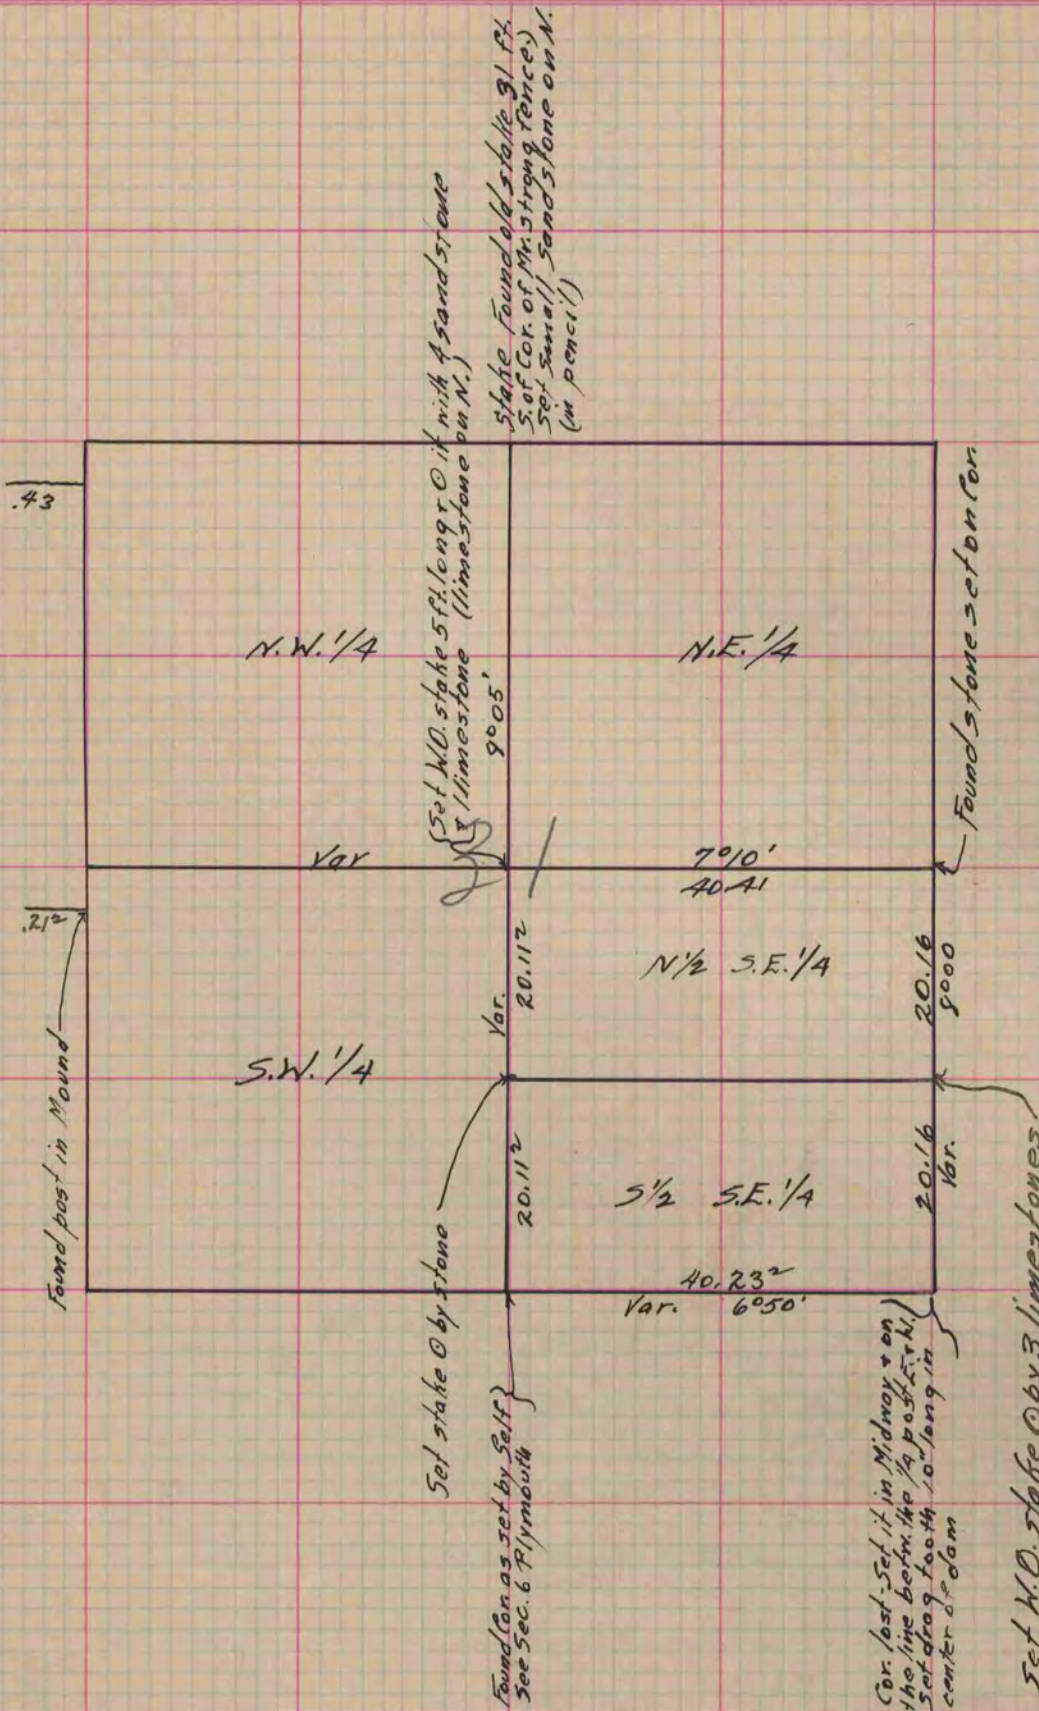 Stake Found old stake 31 ft.
S. of Cor. of Mr. Strong fence.)
Set small sandstone on N.
(in pencil)
{Set W.O. stake 5 ft. long + ⊙ it with 4 sandstone
+ 1 limestone (limestone on N.)
.43
N.W. 1/4
N.E. 1/4
9°05'
Found stone set on Cor.
Var
7°10'
40.41
.21²
Found post in Mound
Var.
20.11²
N 1/2 S.E. 1/4
20.16
8°00
S.W. 1/4
20.11²
S 1/2 S.E. 1/4
20.16
Var.
Set stake ⊙ by stone
40.23²
Var. 6°50'
Found Cor. as set by Self}
See Sec. 6 Plymouth
Cor. lost - Set it in Midway + on
the line betw. the 1/4 post E. + W.
Set drag tooth 10" long in
center of dam
Set W.O. stake ⊙ by 3 limestones